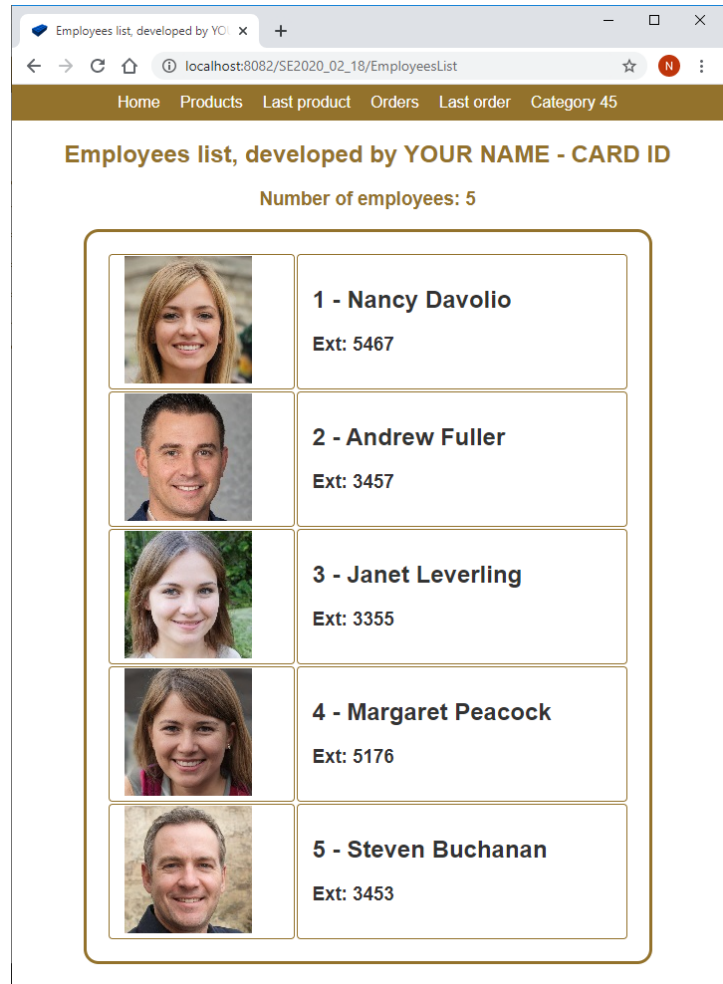 Employees list, developed by YO
localhost:8082/SE2020_02_18/EmployeesList
N
Home Products Last product Orders Last order Category 45
Employees list, developed by YOUR NAME - CARD ID
Number of employees: 5
1 - Nancy Davolio
Ext: 5467
2 - Andrew Fuller
Ext: 3457
3 - Janet Leverling
Ext: 3355
4 - Margaret Peacock
Ext: 5176
5 - Steven Buchanan
Ext: 3453